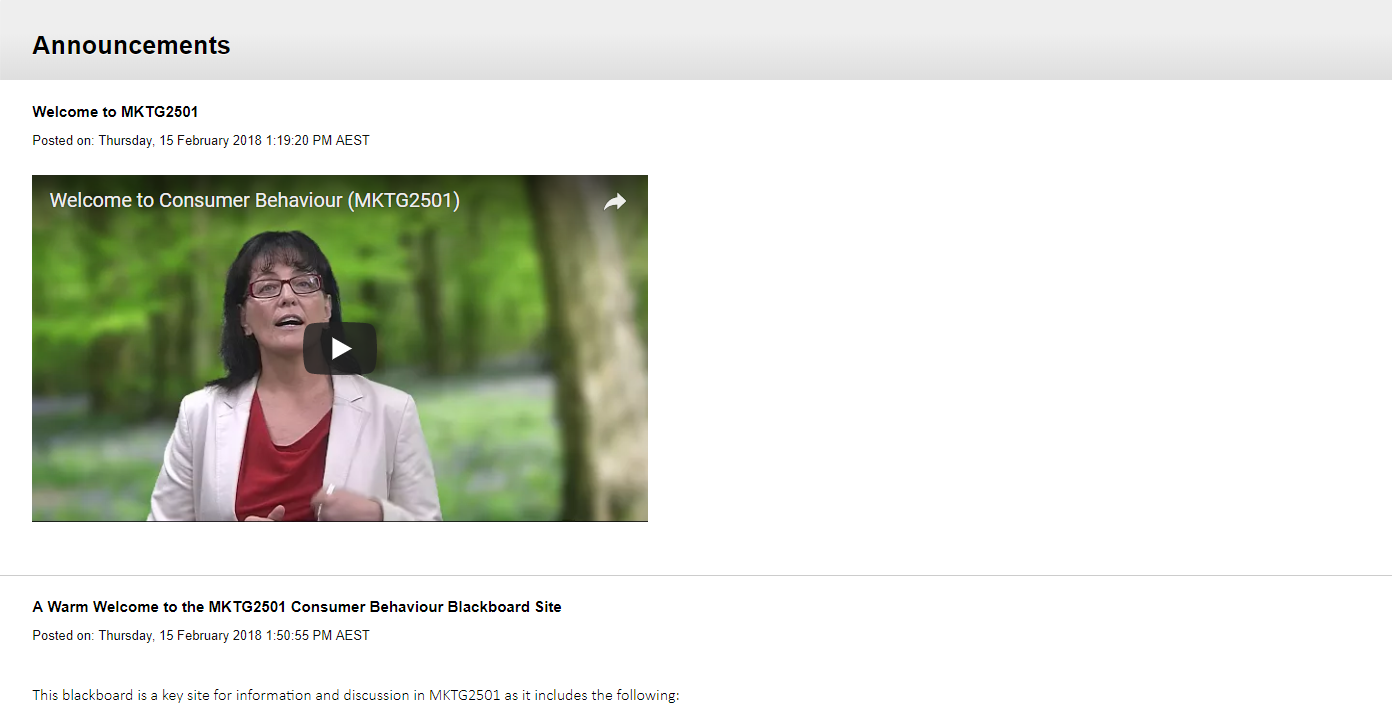 Announcements
Welcome to MKTG2501
Posted on: Thursday, 15 February 2018 1:19:20 PM AEST
Welcome to Consumer Behaviour (MKTG2501)
A Warm Welcome to the MKTG2501 Consumer Behaviour Blackboard Site
Posted on: Thursday, 15 February 2018 1:50:55 PM AEST
This blackboard is a key site for information and discussion in MKTG2501 as it includes the following: